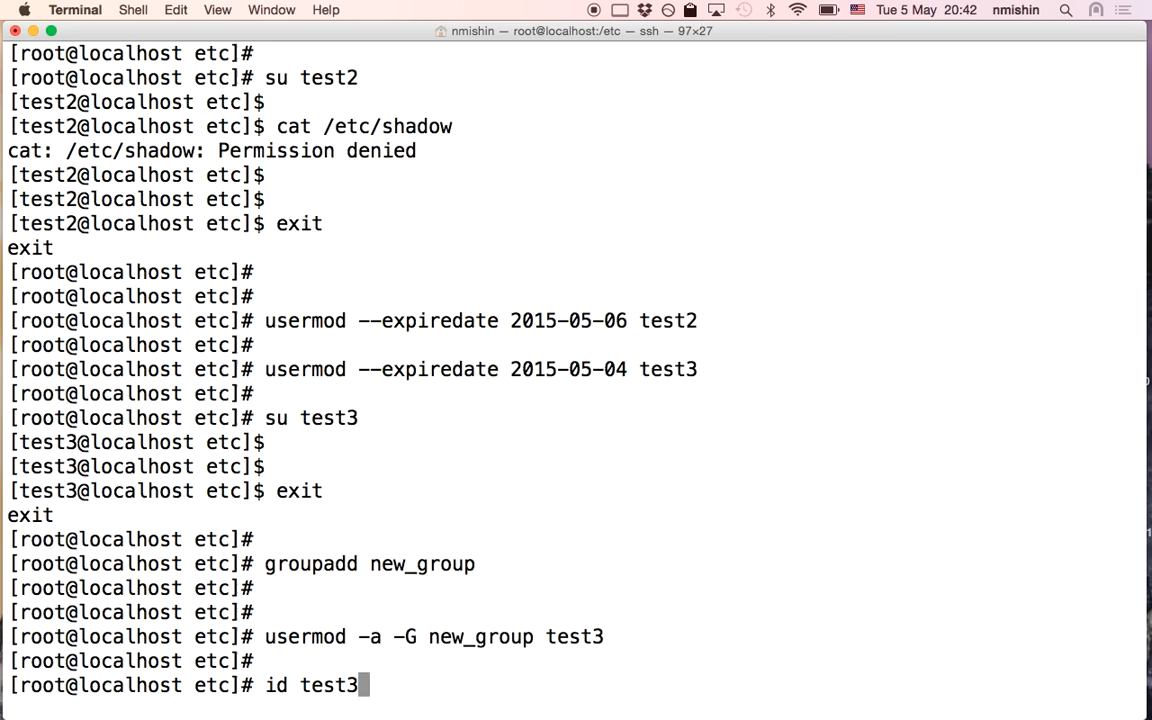 Terminal Shell Edit View Window Help Tue 5 May 20:42 nmishin
nmishin — root@localhost:/etc — ssh — 97×27
[root@localhost etc]#
[root@localhost etc]# su test2
[test2@localhost etc]$
[test2@localhost etc]$ cat /etc/shadow
cat: /etc/shadow: Permission denied
[test2@localhost etc]$
[test2@localhost etc]$
[test2@localhost etc]$ exit
exit
[root@localhost etc]#
[root@localhost etc]#
[root@localhost etc]# usermod --expiredate 2015-05-06 test2
[root@localhost etc]#
[root@localhost etc]# usermod --expiredate 2015-05-04 test3
[root@localhost etc]#
[root@localhost etc]# su test3
[test3@localhost etc]$
[test3@localhost etc]$
[test3@localhost etc]$ exit
exit
[root@localhost etc]#
[root@localhost etc]# groupadd new_group
[root@localhost etc]#
[root@localhost etc]#
[root@localhost etc]# usermod -a -G new_group test3
[root@localhost etc]#
[root@localhost etc]# id test3